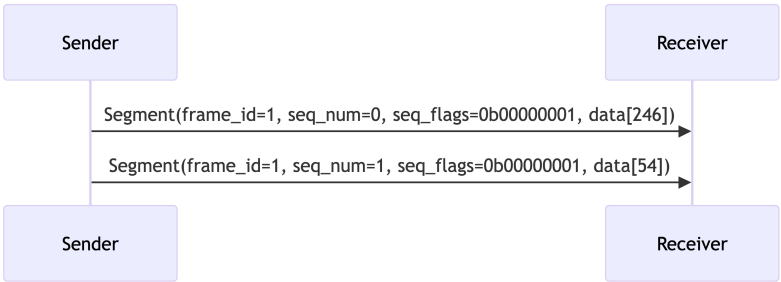 Sender
Receiver
Segment(frame_id=1, seq_num=0, seq_flags=0b00000001, data[246])
Segment(frame_id=1, seq_num=1, seq_flags=0b00000001, data[54])
Sender
Receiver